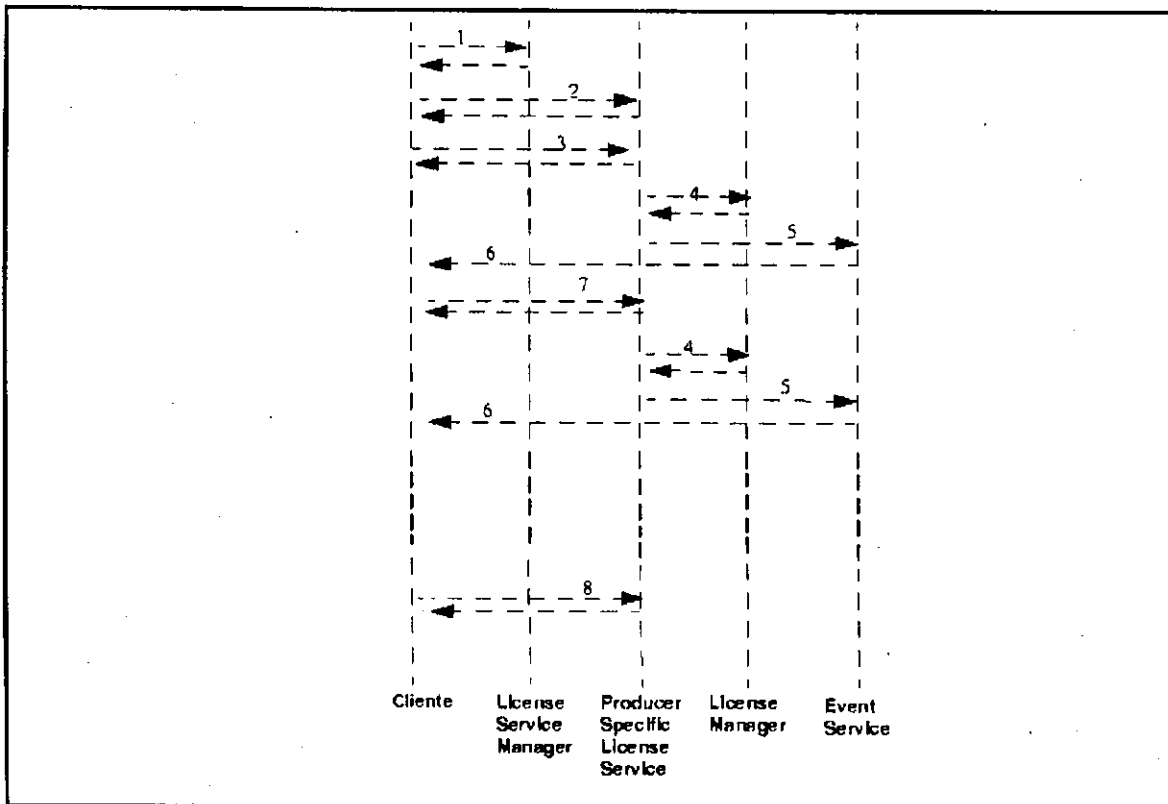 1
2
3
4
5
6
7
4
5
6
8
Cliente
License
Service
Manager
Producer
Specific
License
Service
License
Manager
Event
Service